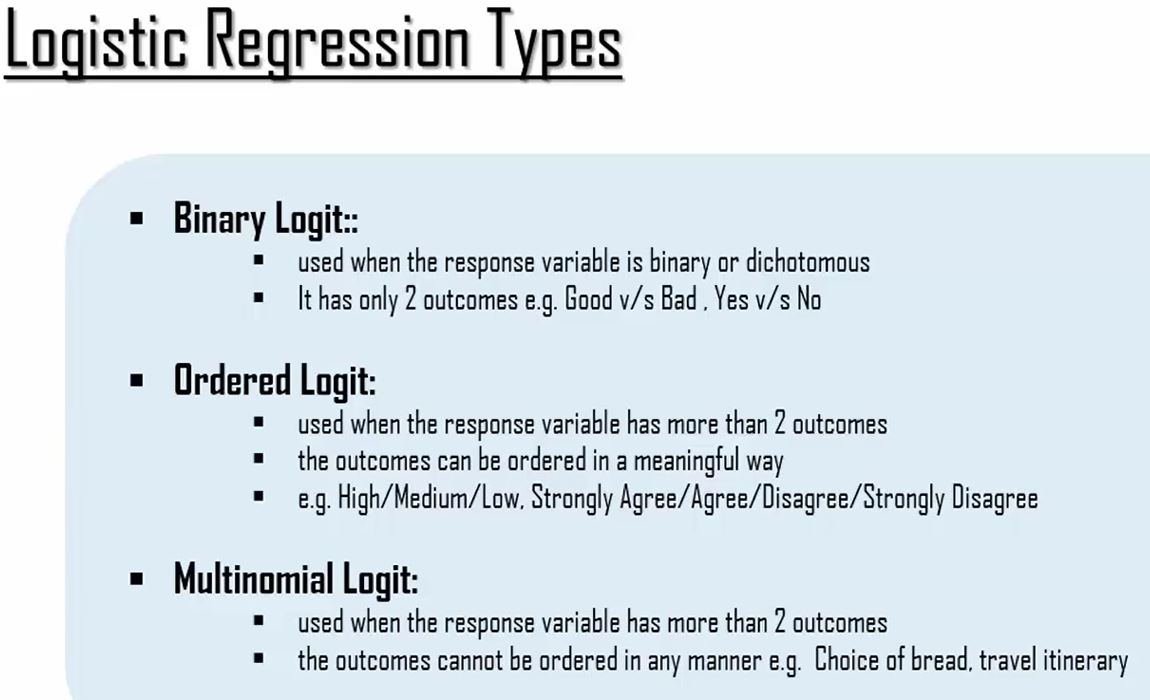 Logistic Regression Types
▪ Binary Logit::
▪ used when the response variable is binary or dichotomous
▪ It has only 2 outcomes e.g. Good v/s Bad , Yes v/s No
▪ Ordered Logit:
▪ used when the response variable has more than 2 outcomes
▪ the outcomes can be ordered in a meaningful way
▪ e.g. High/Medium/Low, Strongly Agree/Agree/Disagree/Strongly Disagree
▪ Multinomial Logit:
▪ used when the response variable has more than 2 outcomes
▪ the outcomes cannot be ordered in any manner e.g. Choice of bread, travel itinerary